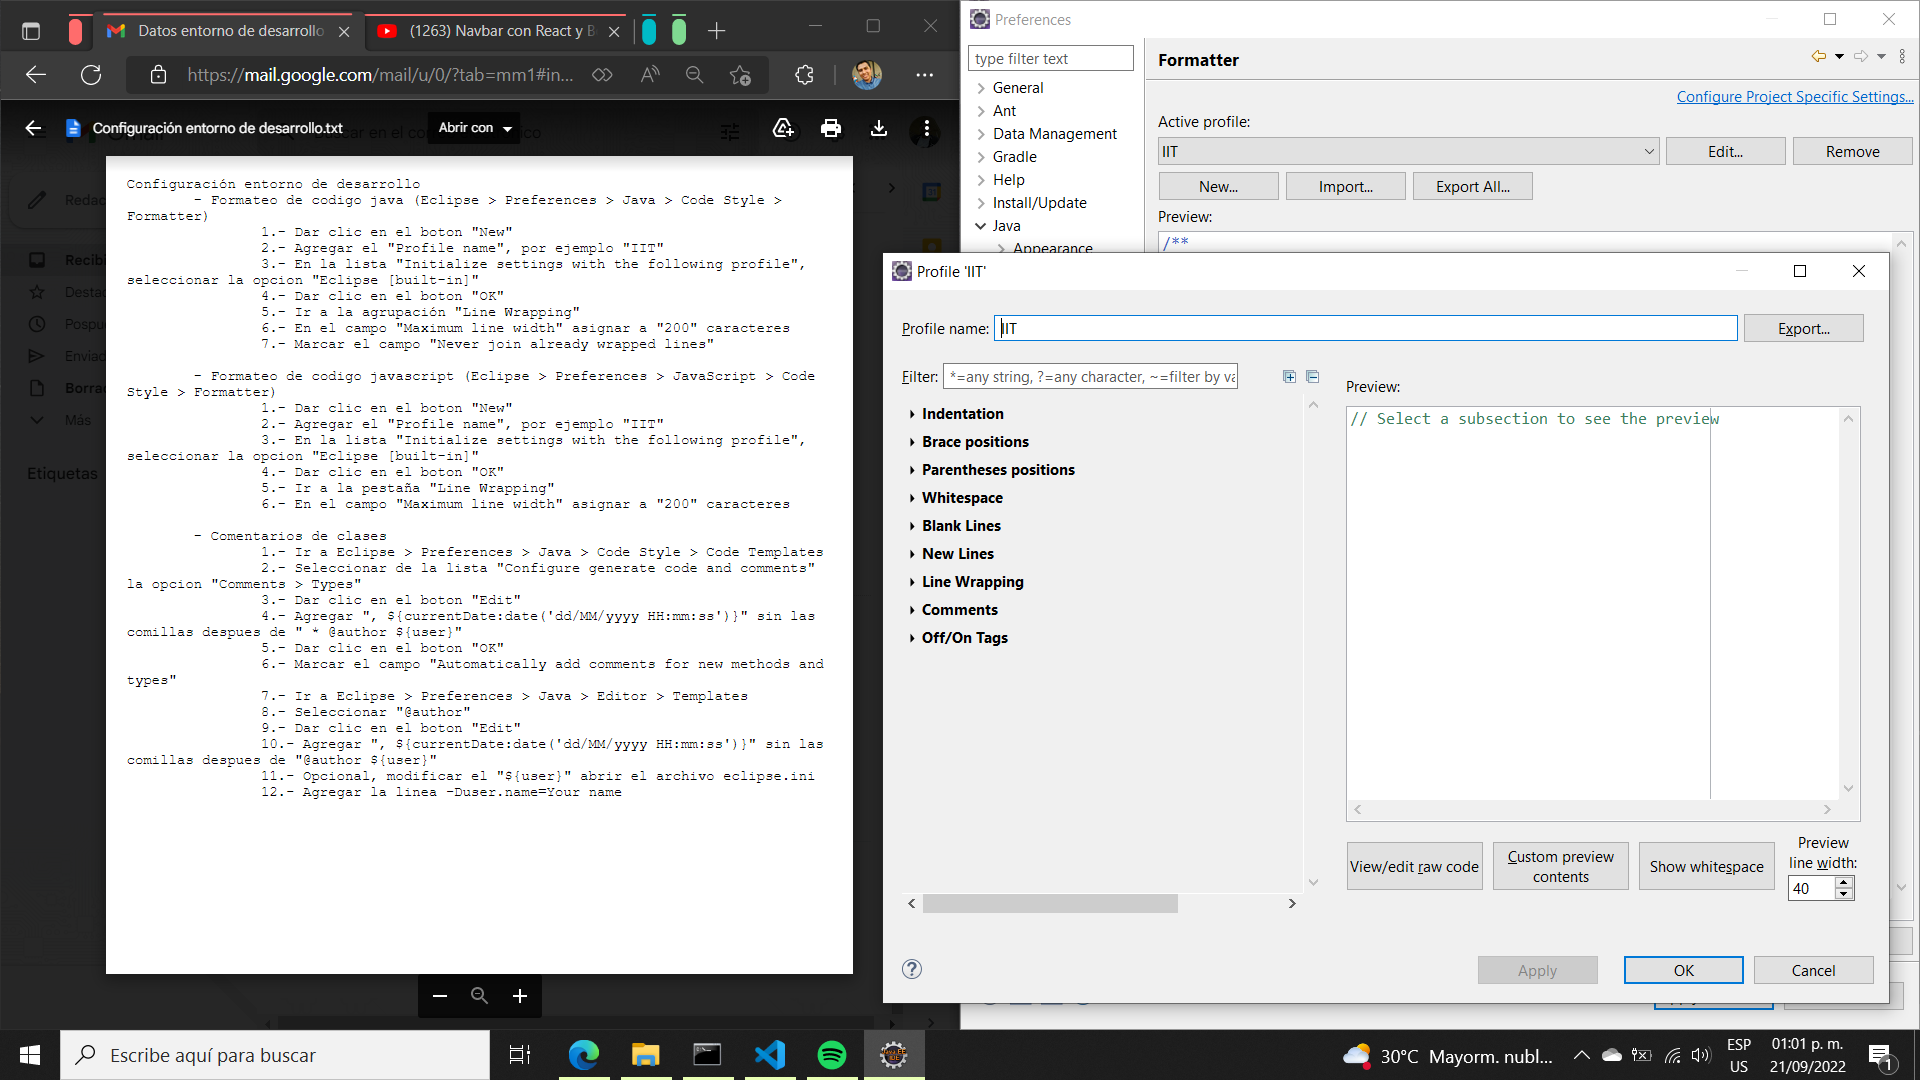 Datos entorno de desarrollo
(1263) Navbar con React y B
https://mail.google.com/mail/u/0/?tab=mm1#in...
Configuración entorno de desarrollo.txt
Abrir con
Redac
Recibi
Destac
Pospu
Enviad
Borra
Más
Etiquetas
Configuración entorno de desarrollo
- Formateo de codigo java (Eclipse > Preferences > Java > Code Style >
Formatter)
1.- Dar clic en el boton "New"
2.- Agregar el "Profile name", por ejemplo "IIT"
3.- En la lista "Initialize settings with the following profile",
seleccionar la opcion "Eclipse [built-in]"
4.- Dar clic en el boton "OK"
5.- Ir a la agrupación "Line Wrapping"
6.- En el campo "Maximum line width" asignar a "200" caracteres
7.- Marcar el campo "Never join already wrapped lines"
- Formateo de codigo javascript (Eclipse > Preferences > JavaScript > Code
Style > Formatter)
1.- Dar clic en el boton "New"
2.- Agregar el "Profile name", por ejemplo "IIT"
3.- En la lista "Initialize settings with the following profile",
seleccionar la opcion "Eclipse [built-in]"
4.- Dar clic en el boton "OK"
5.- Ir a la pestaña "Line Wrapping"
6.- En el campo "Maximum line width" asignar a "200" caracteres
- Comentarios de clases
1.- Ir a Eclipse > Preferences > Java > Code Style > Code Templates
2.- Seleccionar de la lista "Configure generate code and comments"
la opcion "Comments > Types"
3.- Dar clic en el boton "Edit"
4.- Agregar ", ${currentDate:date('dd/MM/yyyy HH:mm:ss')}" sin las
comillas despues de " * @author ${user}"
5.- Dar clic en el boton "OK"
6.- Marcar el campo "Automatically add comments for new methods and
types"
7.- Ir a Eclipse > Preferences > Java > Editor > Templates
8.- Seleccionar "@author"
9.- Dar clic en el boton "Edit"
10.- Agregar ", ${currentDate:date('dd/MM/yyyy HH:mm:ss')}" sin las
comillas despues de "@author ${user}"
11.- Opcional, modificar el "${user}" abrir el archivo eclipse.ini
12.- Agregar la linea -Duser.name=Your name
Preferences
type filter text
General
Ant
Data Management
Gradle
Help
Install/Update
Java
Appearance
Formatter
Configure Project Specific Settings...
Active profile:
IIT
Edit...
Remove
New...
Import...
Export All...
Preview:
/**
Profile 'IIT'
Profile name:
IIT
Export...
Filter:
*=any string, ?=any character, ~=filter by va
Indentation
Brace positions
Parentheses positions
Whitespace
Blank Lines
New Lines
Line Wrapping
Comments
Off/On Tags
Preview:
// Select a subsection to see the preview
View/edit raw code
Custom preview
contents
Show whitespace
Preview
line width:
40
Apply
OK
Cancel
Escribe aquí para buscar
30°C Mayorm. nubl...
ESP
US
01:01 p. m.
21/09/2022
1